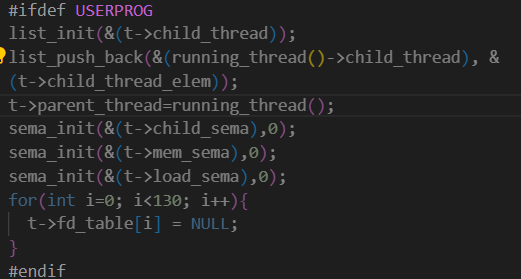 #ifdef USERPROG
list_init(&(t->child_thread));
list_push_back(&(running_thread()->child_thread), &
(t->child_thread_elem));
t->parent_thread=running_thread();
sema_init(&(t->child_sema),0);
sema_init(&(t->mem_sema),0);
sema_init(&(t->load_sema),0);
for(int i=0; i<130; i++){
  t->fd_table[i] = NULL;
}
#endif